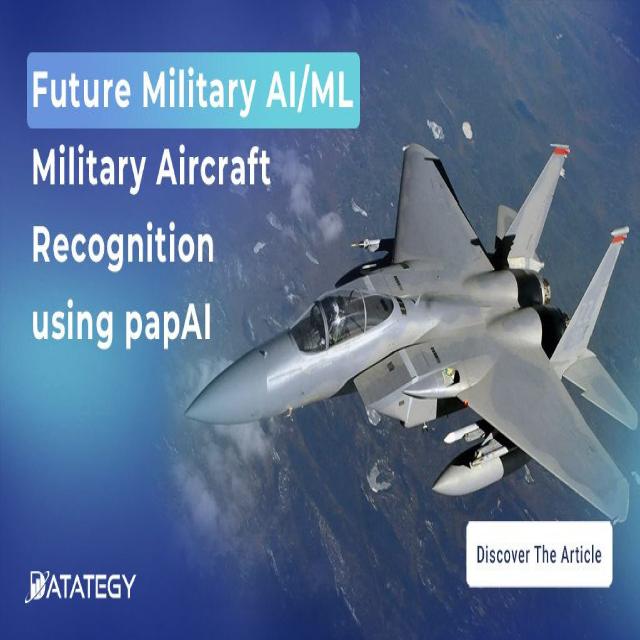 Future Military AI/ML
Military Aircraft
Recognition
using papAI
Discover The Article
DATATEGY